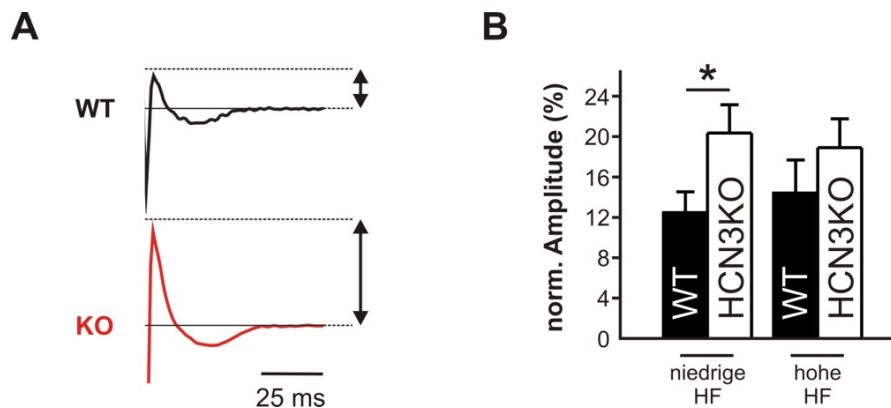 A
WT
KO
25 ms
B
norm. Amplitude (%)
24
20
16
12
8
4
0
*
WT
HCN3KO
WT
HCN3KO
niedrige
HF
hohe
HF